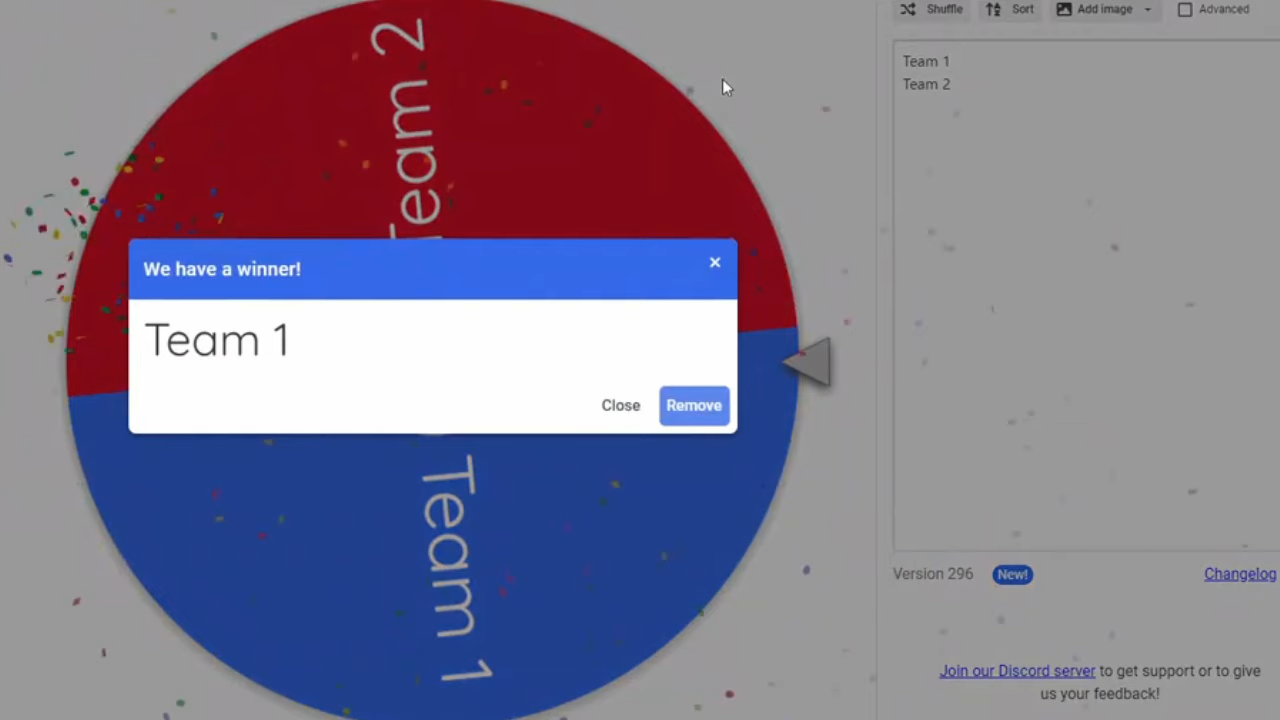 Shuffle
Sort
Add image
Advanced
Team 1
Team 2
Team 2
We have a winner!
Team 1
Close
Remove
Team 1
Version 296
New!
Changelog
Join our Discord server to get support or to give
us your feedback!